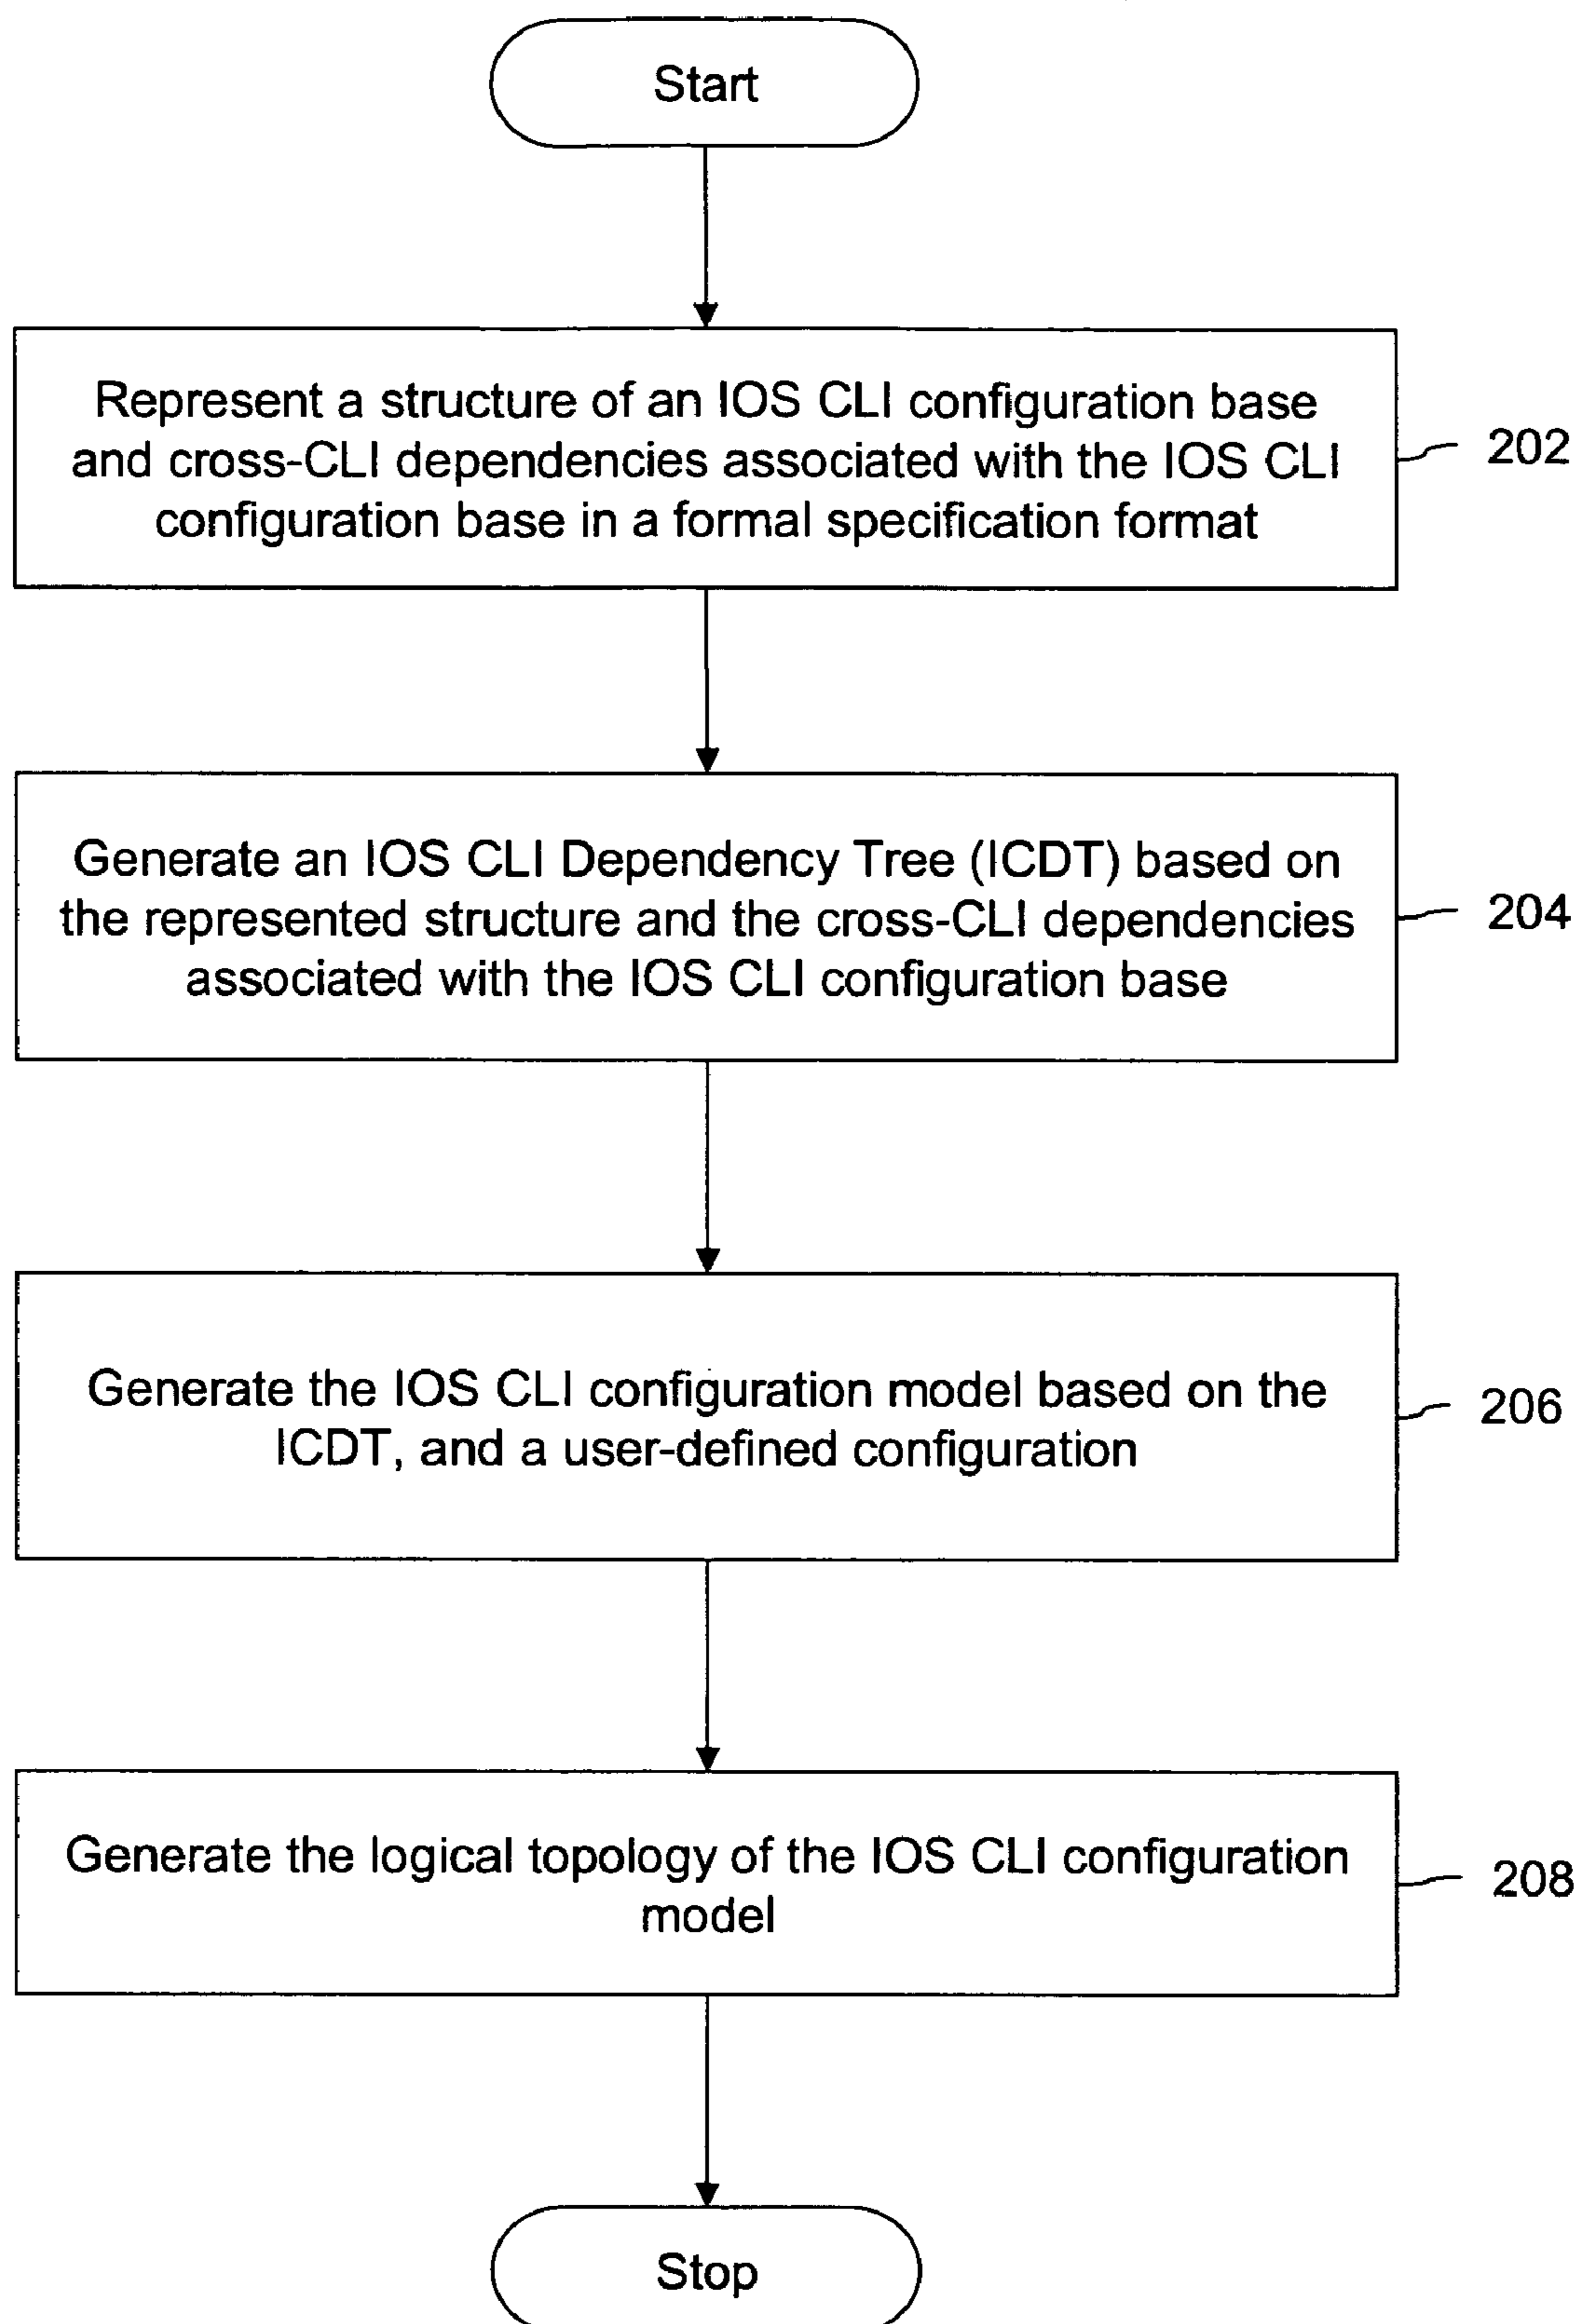 Start
Represent a structure of an IOS CLI configuration base
and cross-CLI dependencies associated with the IOS CLI
configuration base in a formal specification format
202
Generate an IOS CLI Dependency Tree (ICDT) based on
the represented structure and the cross-CLI dependencies
associated with the IOS CLI configuration base
204
Generate the IOS CLI configuration model based on the
ICDT, and a user-defined configuration
206
Generate the logical topology of the IOS CLI configuration
model
208
Stop